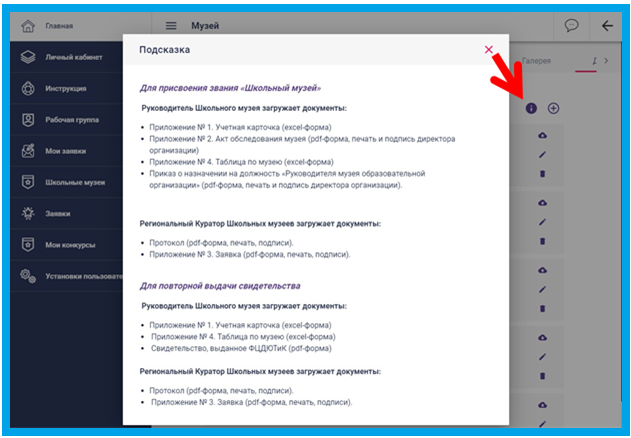 Главная
Музей
Личный кабинет
Инструкция
Рабочая группа
Мои заявки
Школьные музеи
Заявки
Мои конкурсы
Установки пользовате
Галерея
Д
Подсказка
Для присвоения звания «Школьный музей»
Руководитель Школьного музея загружает документы:
• Приложение № 1. Учетная карточка (excel-форма)
• Приложение № 2. Акт обследования музея (pdf-форма, печать и подпись директора
организации)
• Приложение № 4. Таблица по музею (excel-форма)
• Приказ о назначении на должность «Руководителя музея образовательной
организации» (pdf-форма, печать и подпись директора организации).
Региональный Куратор Школьных музеев загружает документы:
• Протокол (pdf-форма, печать, подписи).
• Приложение № 3. Заявка (pdf-форма, печать, подписи).
Для повторной выдачи свидетельства
Руководитель Школьного музея загружает документы:
• Приложение № 1. Учетная карточка (excel-форма)
• Приложение № 4. Таблица по музею (excel-форма)
• Свидетельство, выданное ФЦДЮТиК (pdf-форма)
Региональный Куратор Школьных музеев загружает документы:
• Протокол (pdf-форма, печать, подписи).
• Приложение № 3. Заявка (pdf-форма, печать, подписи).